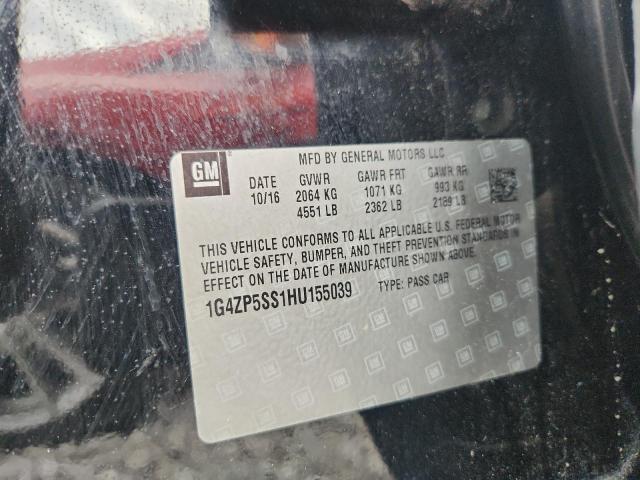 GM
MFD BY GENERAL MOTORS LLC
DATE GVWR GAWR FRT GAWR RR
10/16 2064 KG 1071 KG 993 KG
4551 LB 2362 LB 2189 LB
THIS VEHICLE CONFORMS TO ALL APPLICABLE U.S. FEDERAL MOTOR
VEHICLE SAFETY, BUMPER, AND THEFT PREVENTION STANDARDS IN
EFFECT ON THE DATE OF MANUFACTURE SHOWN ABOVE.
1G4ZP5SS1HU155039 TYPE: PASS CAR